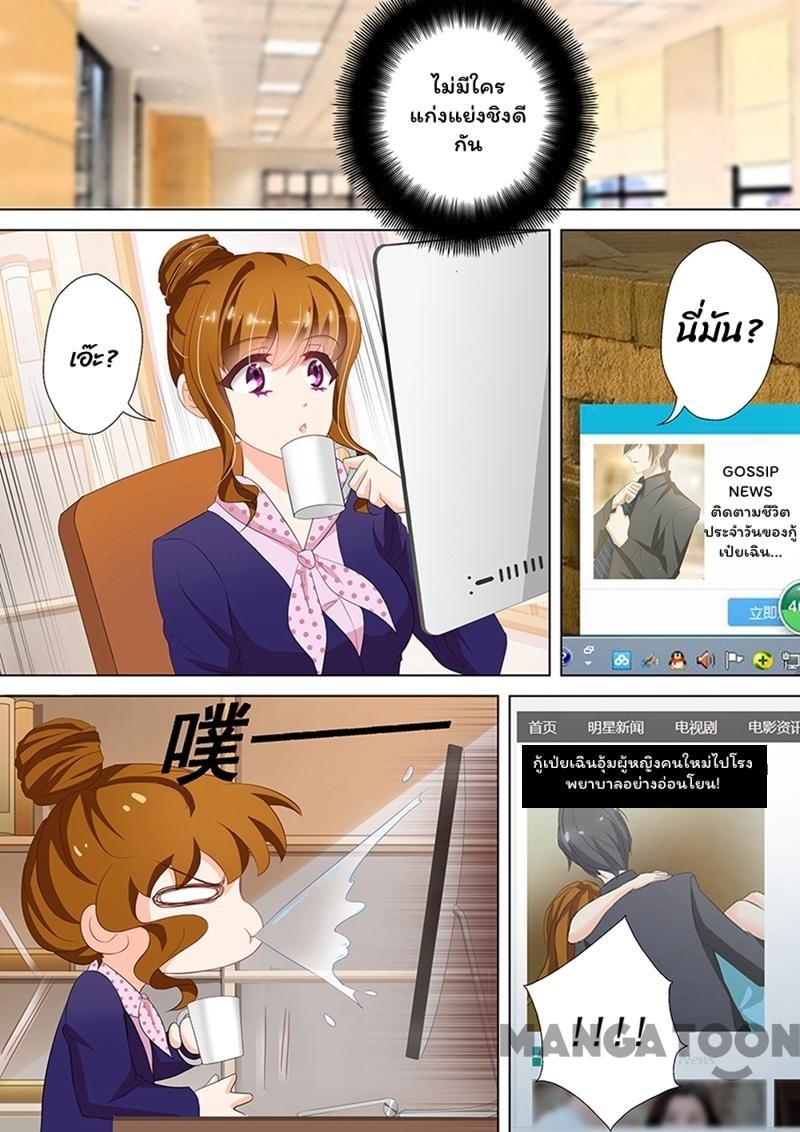 ไม่มีใคร
แก่งแย่งชิงดี
กัน
เอ๊ะ?
นี่มัน?
GOSSIP
NEWS
ติดตามชีวิต
ประจำวันของกู้
เป่ยเฉิน...
立即
46
噗——
首页 明星新闻 电视剧 电影资讯
กู้เป่ยเฉินอุ้มผู้หญิงคนใหม่ไปโรง
พยาบาลอย่างอ่อนโยน!
!!!!
MANGATOON
News